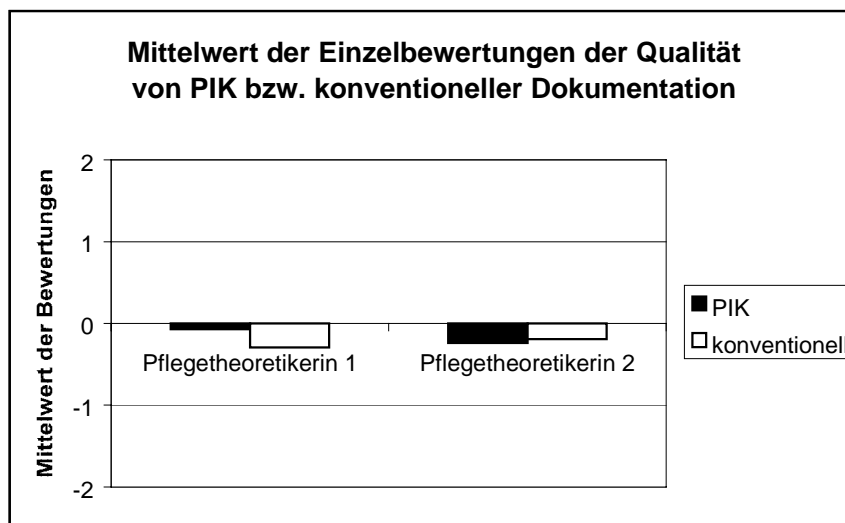 Mittelwert der Einzelbewertungen der Qualität
von PIK bzw. konventioneller Dokumentation
Mittelwert der Bewertungen
2
1
0
-1
-2
Pflegetheoretikerin 1
Pflegetheoretikerin 2
PIK
konventionell